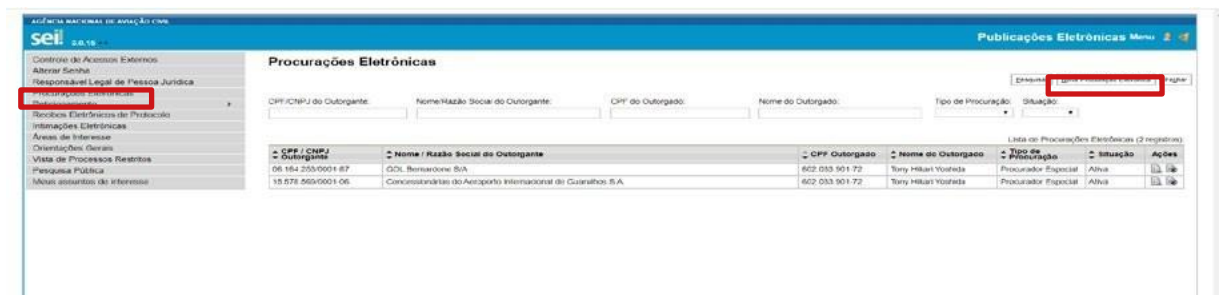 AGÊNCIA NACIONAL DE AVIAÇÃO CIVIL
sei! 3.0.15
Publicações Eletrônicas Menu
Controle de Acessos Externos
Alterar Senha
Responsável Legal de Pessoa Jurídica
Procurações Eletrônicas
Peticionamento
Recibos Eletrônicos de Protocolo
Intimações Eletrônicas
Áreas de Interesse
Orientações Gerais
Vista de Processos Restritos
Pesquisa Pública
Meus assuntos de interesse
Procurações Eletrônicas
Pesquisar Nova Procuração Eletrônica Fechar
CPF/CNPJ do Outorgante: Nome/Razão Social do Outorgante: CPF do Outorgado: Nome do Outorgado: Tipo de Procuração: Situação:
Lista de Procurações Eletrônicas (2 registros)
CPF / CNPJ Outorgante Nome / Razão Social do Outorgante CPF Outorgado Nome do Outorgado Tipo de Procuração Situação Ações
GOL Bernardone S/A 602.033.901-72 Tony Hikari Yoshida Procurador Especial Ativa
Concessionárias do Aeroporto Internacional de Guarulhos S.A. 602.033.901-72 Tony Hikari Yoshida Procurador Especial Ativa